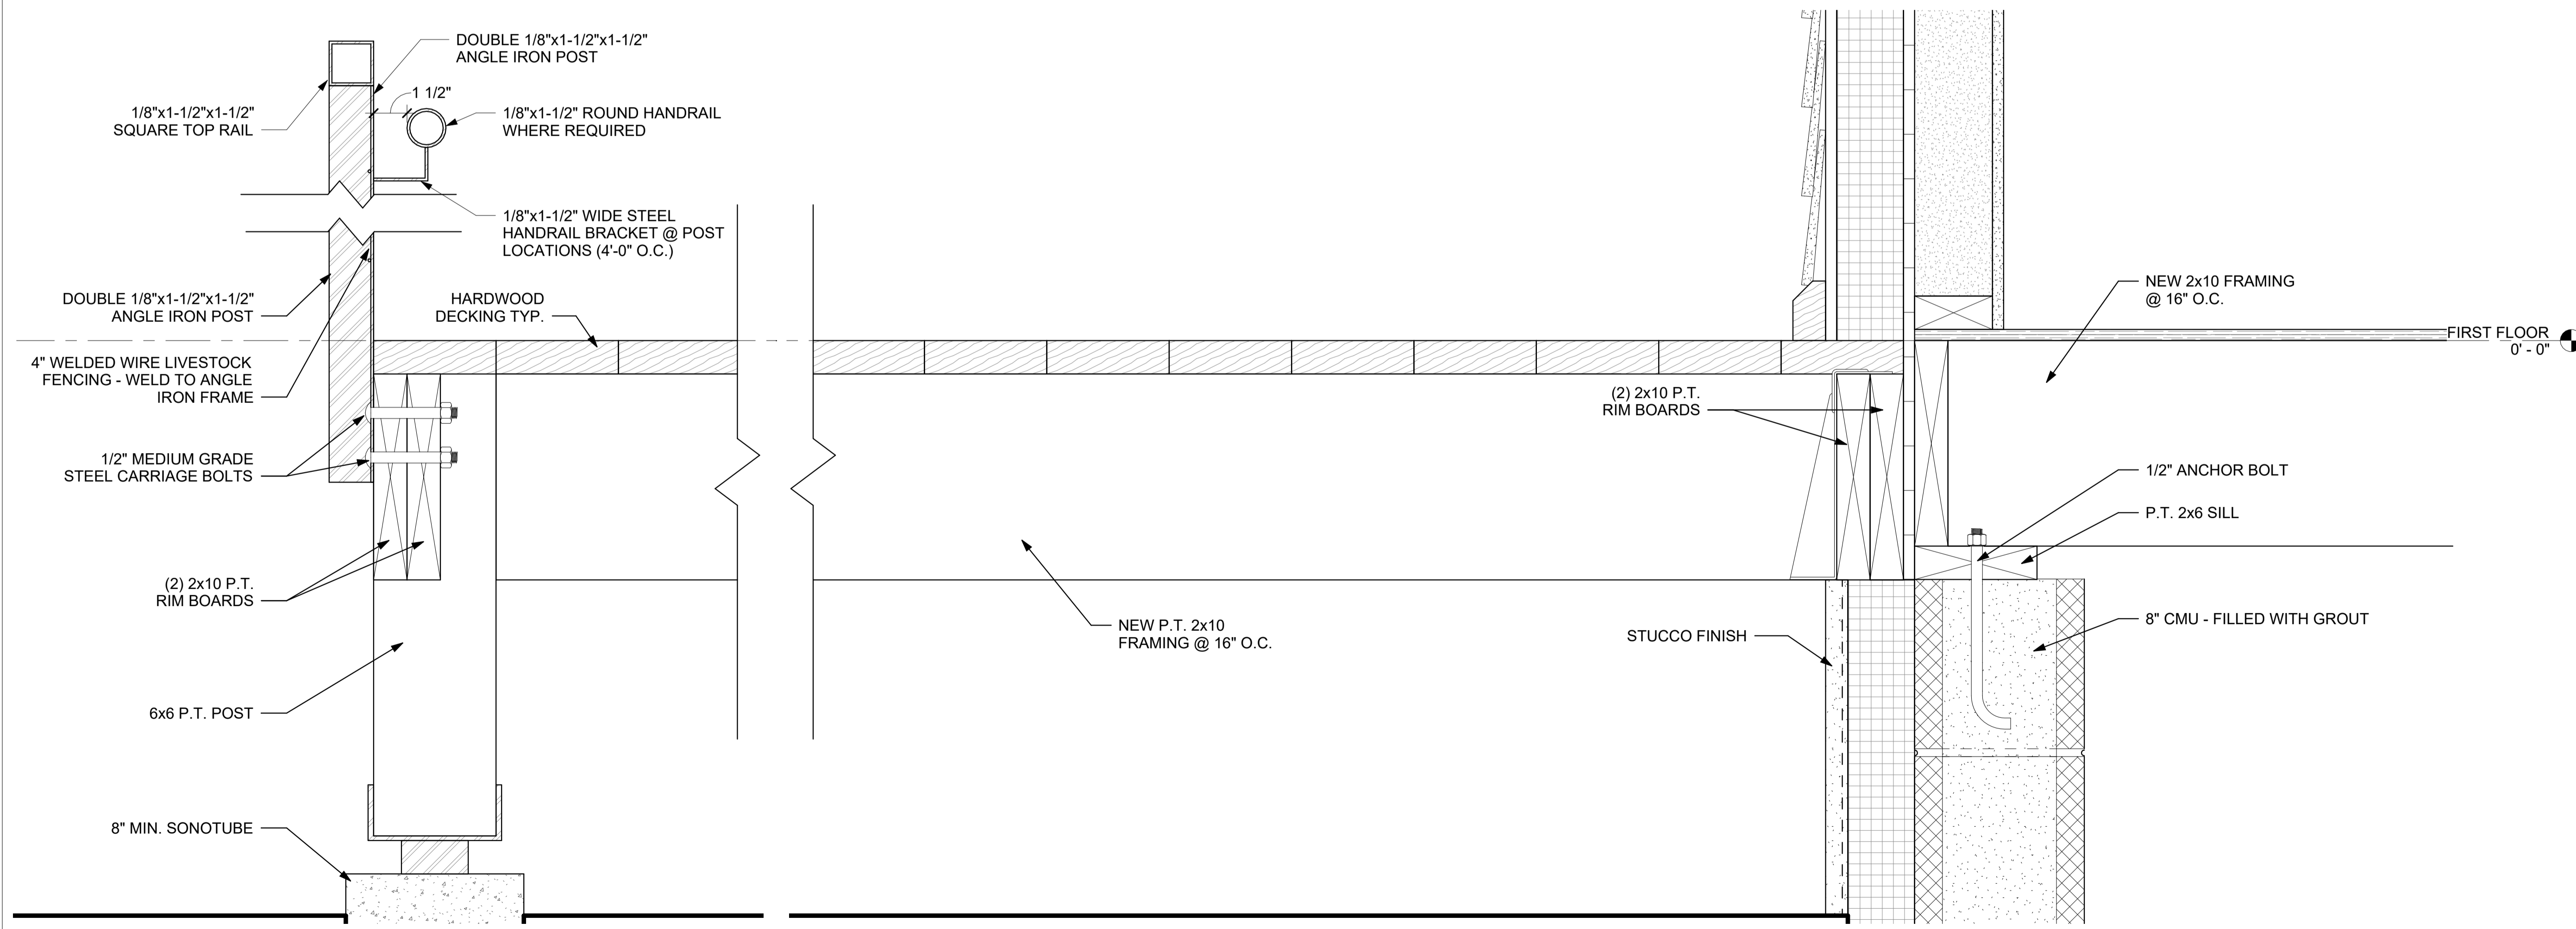 DOUBLE 1/8"x1-1/2"x1-1/2"
ANGLE IRON POST
1 1/2"
1/8"x1-1/2"x1-1/2"
SQUARE TOP RAIL
1/8"x1-1/2" ROUND HANDRAIL
WHERE REQUIRED
1/8"x1-1/2" WIDE STEEL
HANDRAIL BRACKET @ POST
LOCATIONS (4'-0" O.C.)
DOUBLE 1/8"x1-1/2"x1-1/2"
ANGLE IRON POST
HARDWOOD
DECKING TYP.
4" WELDED WIRE LIVESTOCK
FENCING - WELD TO ANGLE
IRON FRAME
1/2" MEDIUM GRADE
STEEL CARRIAGE BOLTS
(2) 2x10 P.T.
RIM BOARDS
6x6 P.T. POST
8" MIN. SONOTUBE
NEW P.T. 2x10
FRAMING @ 16" O.C.
(2) 2x10 P.T.
RIM BOARDS
STUCCO FINISH
NEW 2x10 FRAMING
@ 16" O.C.
FIRST FLOOR
0' - 0"
1/2" ANCHOR BOLT
P.T. 2x6 SILL
8" CMU - FILLED WITH GROUT